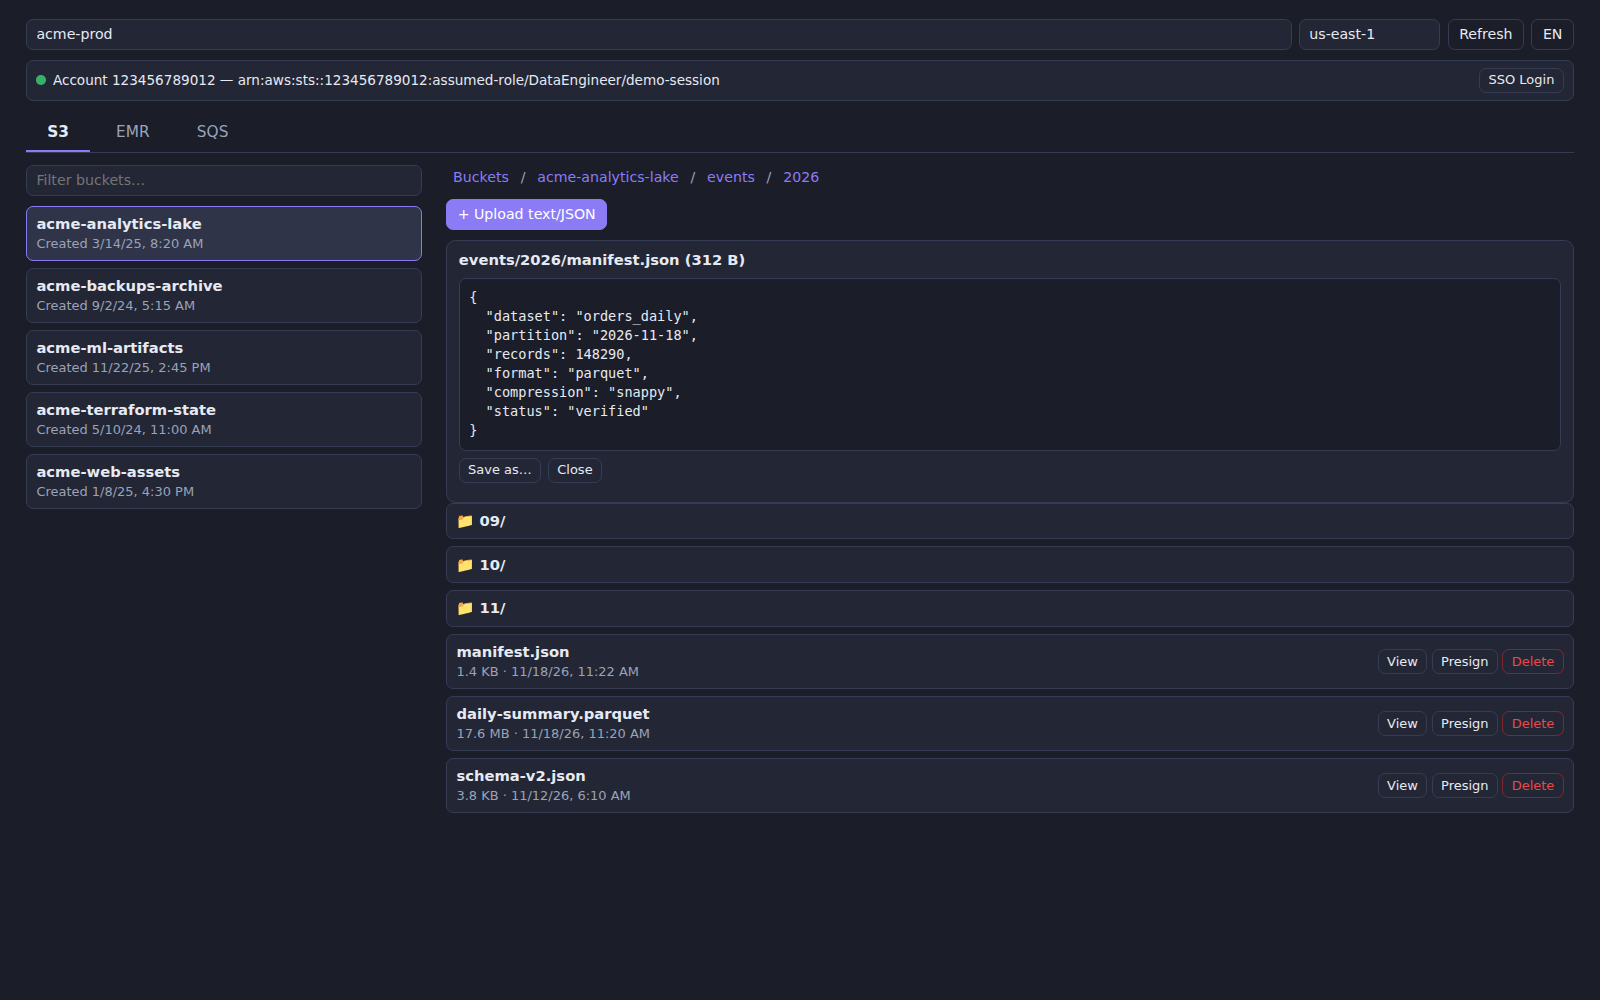 acme-prod
us-east-1
Refresh
EN
Account 123456789012 — arn:aws:sts::123456789012:assumed-role/DataEngineer/demo-session
SSO Login
S3
EMR
SQS
Filter buckets…
acme-analytics-lake
Created 3/14/25, 8:20 AM
acme-backups-archive
Created 9/2/24, 5:15 AM
acme-ml-artifacts
Created 11/22/25, 2:45 PM
acme-terraform-state
Created 5/10/24, 11:00 AM
acme-web-assets
Created 1/8/25, 4:30 PM
Buckets / acme-analytics-lake / events / 2026
+ Upload text/JSON
events/2026/manifest.json (312 B)
{
  "dataset": "orders_daily",
  "partition": "2026-11-18",
  "records": 148290,
  "format": "parquet",
  "compression": "snappy",
  "status": "verified"
}
Save as…
Close
09/
10/
11/
manifest.json
1.4 KB · 11/18/26, 11:22 AM
View
Presign
Delete
daily-summary.parquet
17.6 MB · 11/18/26, 11:20 AM
View
Presign
Delete
schema-v2.json
3.8 KB · 11/12/26, 6:10 AM
View
Presign
Delete